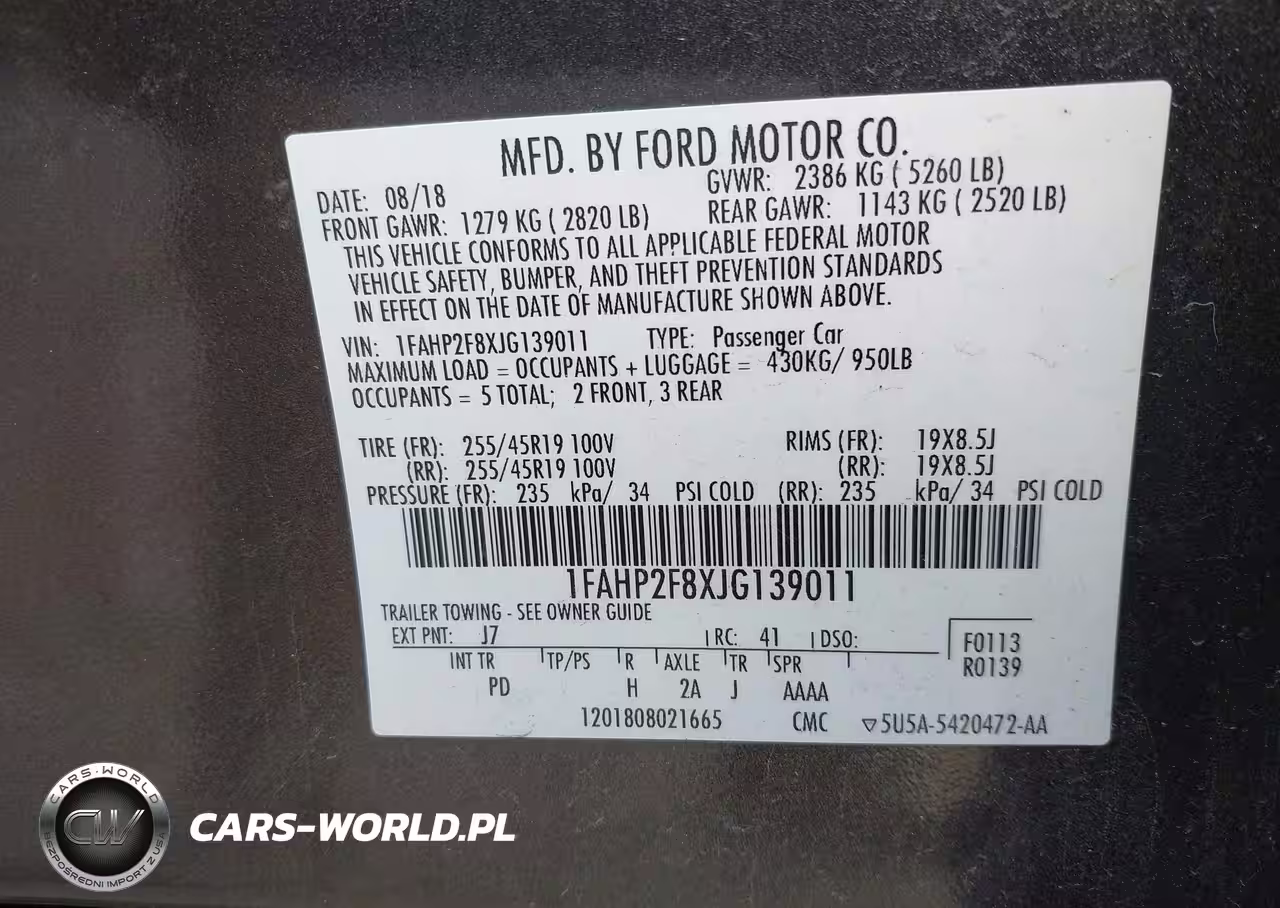 MFD. BY FORD MOTOR CO.
DATE: 08/18 GVWR: 2386 KG ( 5260 LB)
FRONT GAWR: 1279 KG ( 2820 LB) REAR GAWR: 1143 KG ( 2520 LB)
THIS VEHICLE CONFORMS TO ALL APPLICABLE FEDERAL MOTOR
VEHICLE SAFETY, BUMPER, AND THEFT PREVENTION STANDARDS
IN EFFECT ON THE DATE OF MANUFACTURE SHOWN ABOVE.
VIN: 1FAHP2F8XJG139011 TYPE: Passenger Car
MAXIMUM LOAD = OCCUPANTS + LUGGAGE = 430KG/ 950LB
OCCUPANTS = 5 TOTAL; 2 FRONT, 3 REAR
TIRE (FR): 255/45R19 100V RIMS (FR): 19X8.5J
(RR): 255/45R19 100V (RR): 19X8.5J
PRESSURE (FR): 235 kPa/ 34 PSI COLD (RR): 235 kPa/ 34 PSI COLD
1FAHP2F8XJG139011
TRAILER TOWING - SEE OWNER GUIDE
EXT PNT: J7 RC: 41 DSO: F0113
INT TR TP/PS R AXLE TR SPR R0139
PD H 2A J AAAA
1201808021665 CMC ▽5U5A-5420472-AA
CARS-WORLD
CW
BEZPOŚREDNI IMPORT Z USA
CARS-WORLD.PL